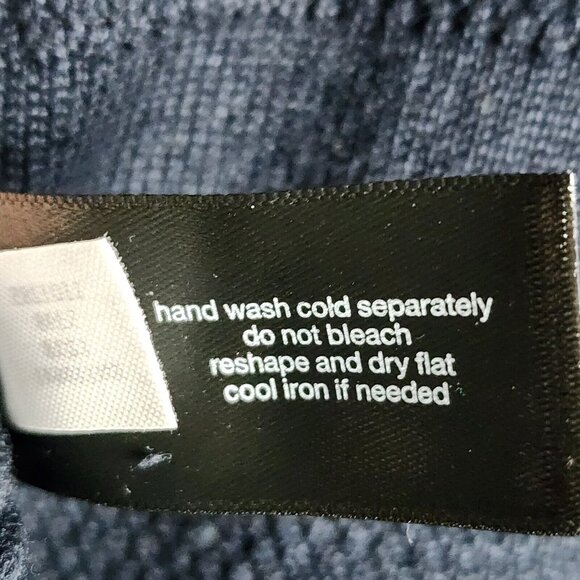 hand wash cold separately
do not bleach
reshape and dry flat
cool iron if needed